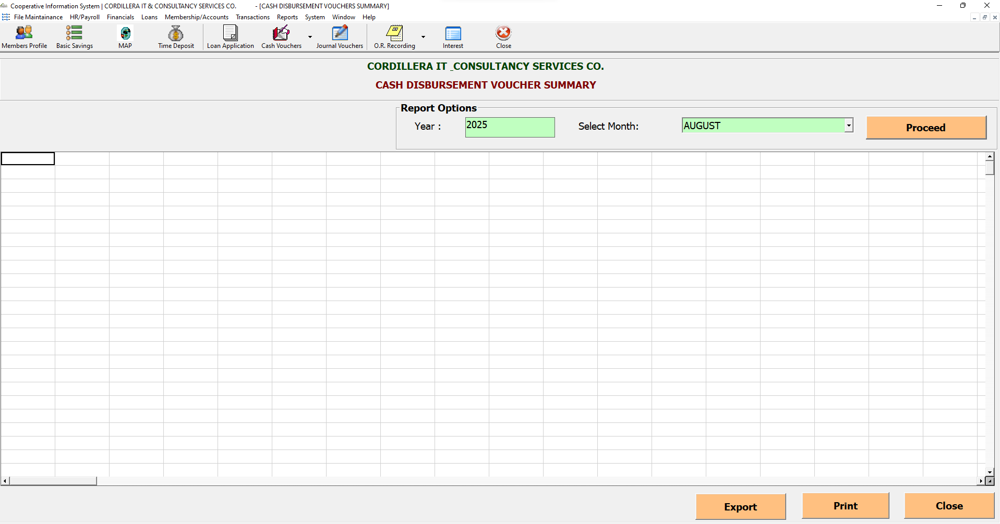 Cooperative Information System | CORDILLERA IT & CONSULTANCY SERVICES CO. - [CASH DISBURSEMENT VOUCHERS SUMMARY]
File Maintainance HR/Payroll Financials Loans Membership/Accounts Transactions Reports System Window Help
Members Profile Basic Savings MAP Time Deposit Loan Application Cash Vouchers Journal Vouchers O.R. Recording Interest Close
CORDILLERA IT _CONSULTANCY SERVICES CO.
CASH DISBURSEMENT VOUCHER SUMMARY
Report Options
Year : 2025 Select Month: AUGUST Proceed
Export Print Close